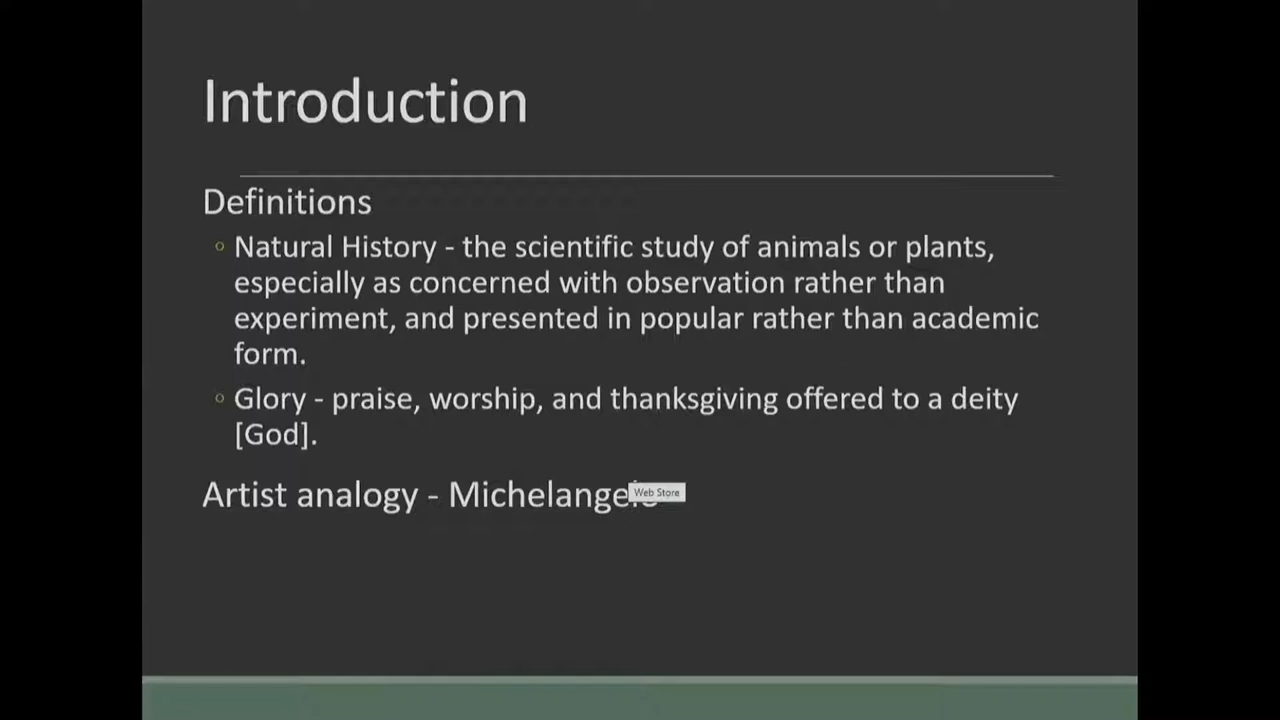 Introduction
Definitions
◦ Natural History - the scientific study of animals or plants,
especially as concerned with observation rather than
experiment, and presented in popular rather than academic
form.
◦ Glory - praise, worship, and thanksgiving offered to a deity
[God].
Artist analogy - Michelangelo
Web Store